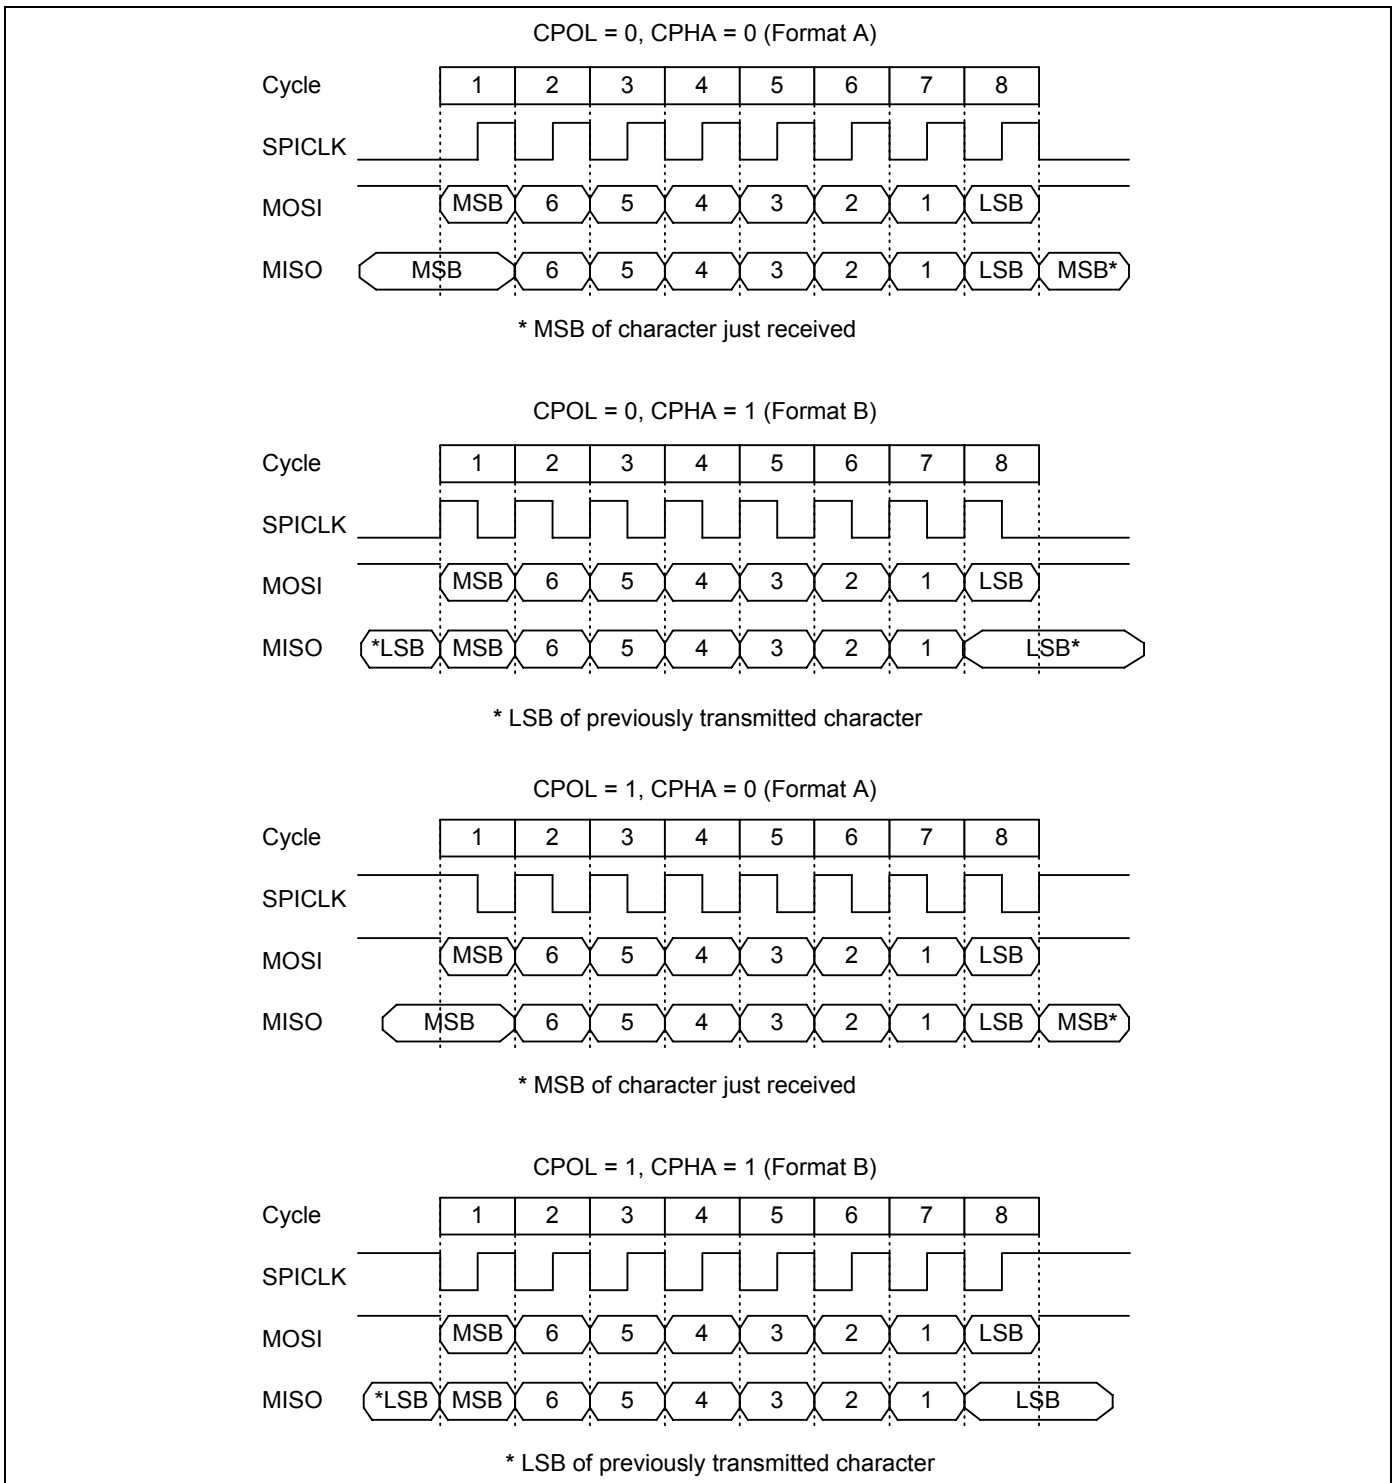 CPOL = 0, CPHA = 0 (Format A)
Cycle 1 2 3 4 5 6 7 8
SPICLK
MOSI MSB 6 5 4 3 2 1 LSB
MISO MSB 6 5 4 3 2 1 LSB MSB*
* MSB of character just received
CPOL = 0, CPHA = 1 (Format B)
Cycle 1 2 3 4 5 6 7 8
SPICLK
MOSI MSB 6 5 4 3 2 1 LSB
MISO *LSB MSB 6 5 4 3 2 1 LSB*
* LSB of previously transmitted character
CPOL = 1, CPHA = 0 (Format A)
Cycle 1 2 3 4 5 6 7 8
SPICLK
MOSI MSB 6 5 4 3 2 1 LSB
MISO MSB 6 5 4 3 2 1 LSB MSB*
* MSB of character just received
CPOL = 1, CPHA = 1 (Format B)
Cycle 1 2 3 4 5 6 7 8
SPICLK
MOSI MSB 6 5 4 3 2 1 LSB
MISO *LSB MSB 6 5 4 3 2 1 LSB
* LSB of previously transmitted character